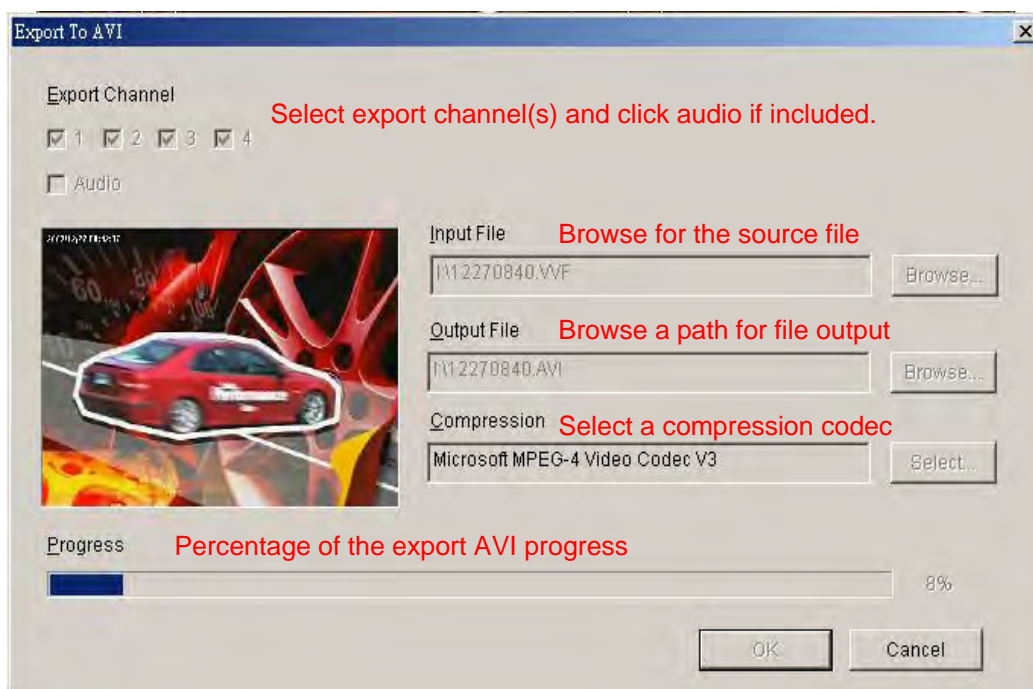 Export To AVI
Export Channel
Select export channel(s) and click audio if included.
1 2 3 4
Audio
Input File Browse for the source file
I:\12270840.VVF Browse...
Output File Browse a path for file output
I:\12270840.AVI Browse...
Compression Select a compression codec
Microsoft MPEG-4 Video Codec V3 Select...
60 80 100
Progress Percentage of the export AVI progress
8%
OK Cancel